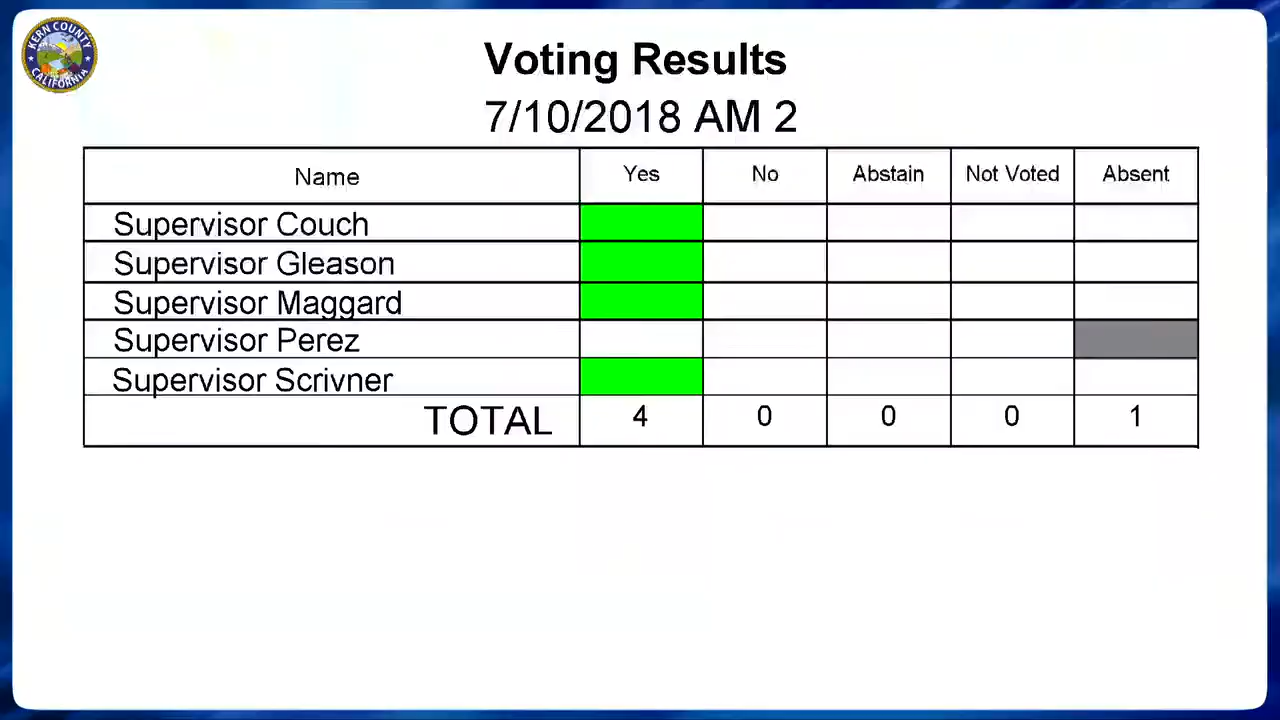 KERN COUNTY
CALIFORNIA
Voting Results
7/10/2018 AM 2
Name Yes No Abstain Not Voted Absent
Supervisor Couch
Supervisor Gleason
Supervisor Maggard
Supervisor Perez
Supervisor Scrivner
TOTAL 4 0 0 0 1